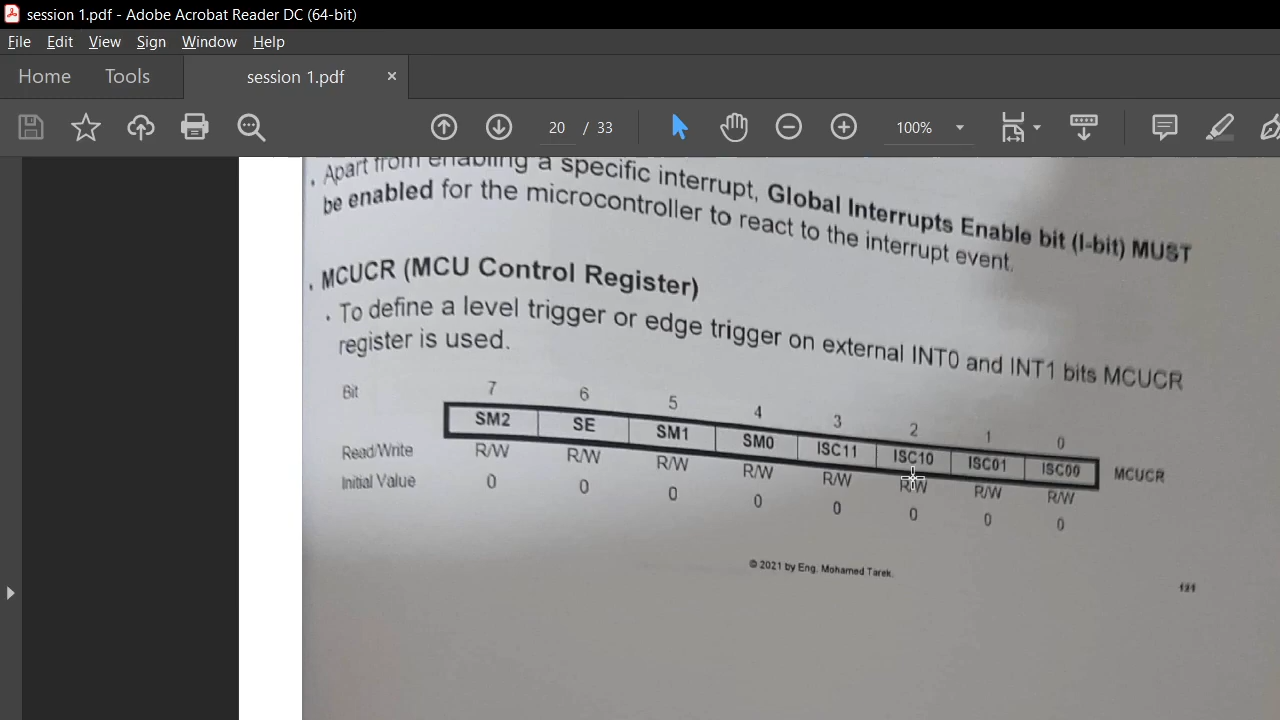 session 1.pdf - Adobe Acrobat Reader DC (64-bit)
File Edit View Sign Window Help
Home Tools session 1.pdf ×
20 / 33 100%
. Apart from enabling a specific interrupt, Global Interrupts Enable bit (I-bit) MUST
be enabled for the microcontroller to react to the interrupt event.
. MCUCR (MCU Control Register)
. To define a level trigger or edge trigger on external INT0 and INT1 bits MCUCR
register is used.
Bit 7 6 5 4 3 2 1 0
SM2 SE SM1 SM0 ISC11 ISC10 ISC01 ISC00 MCUCR
Read/Write R/W R/W R/W R/W R/W R/W R/W R/W
Initial Value 0 0 0 0 0 0 0 0
© 2021 by Eng. Mohamed Tarek.
121